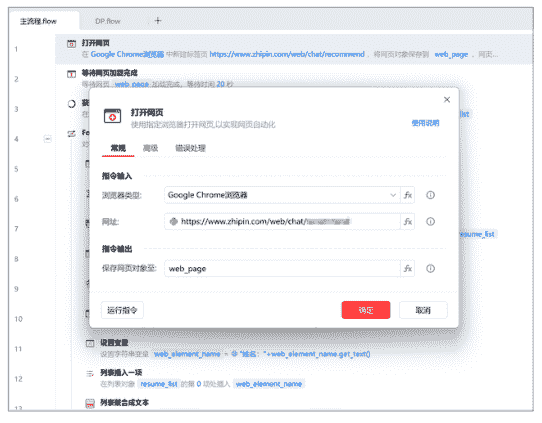 主流程.flow
DP.flow
+
1
打开网页
在 Google Chrome浏览器 中新建标签页 https://www.zhipin.com/web/chat/recommend ，将网页对象保存到 web_page ，网页...
2
等待网页加载完成
等待网页 web_page 加载完成，等待时间 20 秒
3
4
5
6
7
resume_list
8
9
10
打开网页
使用指定浏览器打开网页,以实现网页自动化
使用说明
常规 高级 错误处理
指令输入
浏览器类型: Google Chrome浏览器 fx
网址: https://www.zhipin.com/web/chat/ fx
指令输出
保存网页对象至: web_page fx
运行指令 确定 取消
11
设置变量
设置字符串变量 web_element_name = "姓名："+web_element_name.get_text()
12
列表插入一项
在列表对象 resume_list 的第 0 项处插入 web_element_name
13
列表聚合成文本